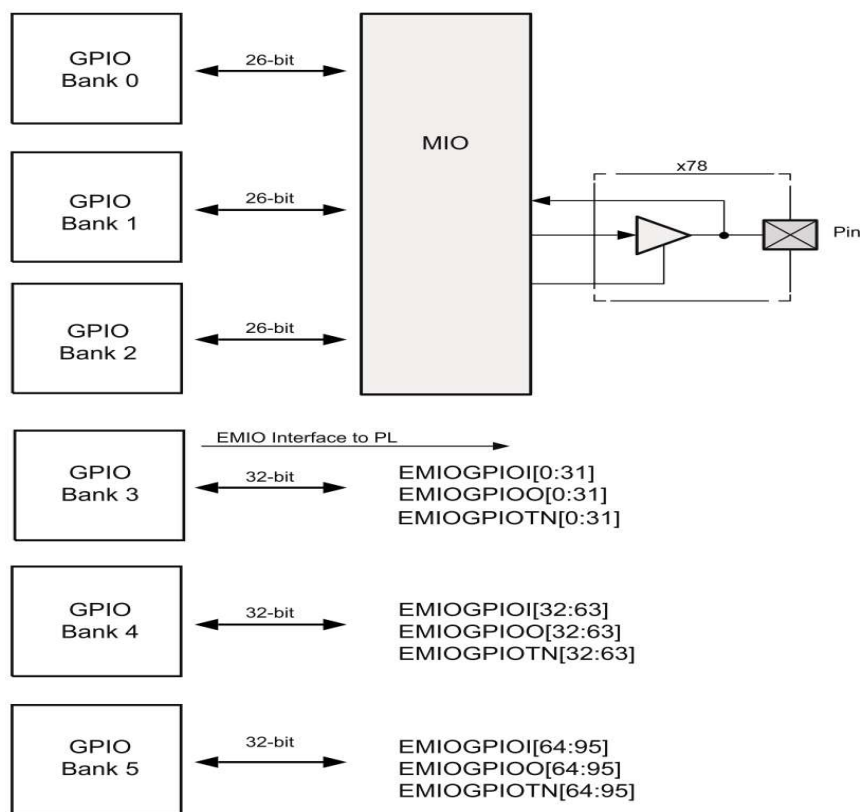 GPIO
Bank 0
26-bit
MIO
x78
Pin
GPIO
Bank 1
26-bit
GPIO
Bank 2
26-bit
GPIO
Bank 3
EMIO Interface to PL
32-bit
EMIOGPIOI[0:31]
EMIOGPIOO[0:31]
EMIOGPIOTN[0:31]
GPIO
Bank 4
32-bit
EMIOGPIOI[32:63]
EMIOGPIOO[32:63]
EMIOGPIOTN[32:63]
GPIO
Bank 5
32-bit
EMIOGPIOI[64:95]
EMIOGPIOO[64:95]
EMIOGPIOTN[64:95]